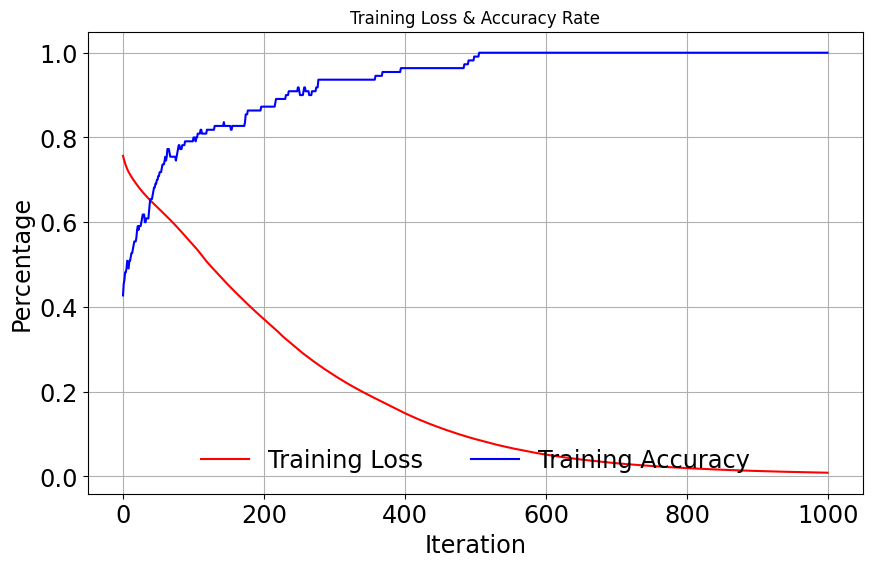 Training Loss & Accuracy Rate
1.0
0.8
0.6
0.4
0.2
0.0
Percentage
Training Loss
Training Accuracy
0 200 400 600 800 1000
Iteration